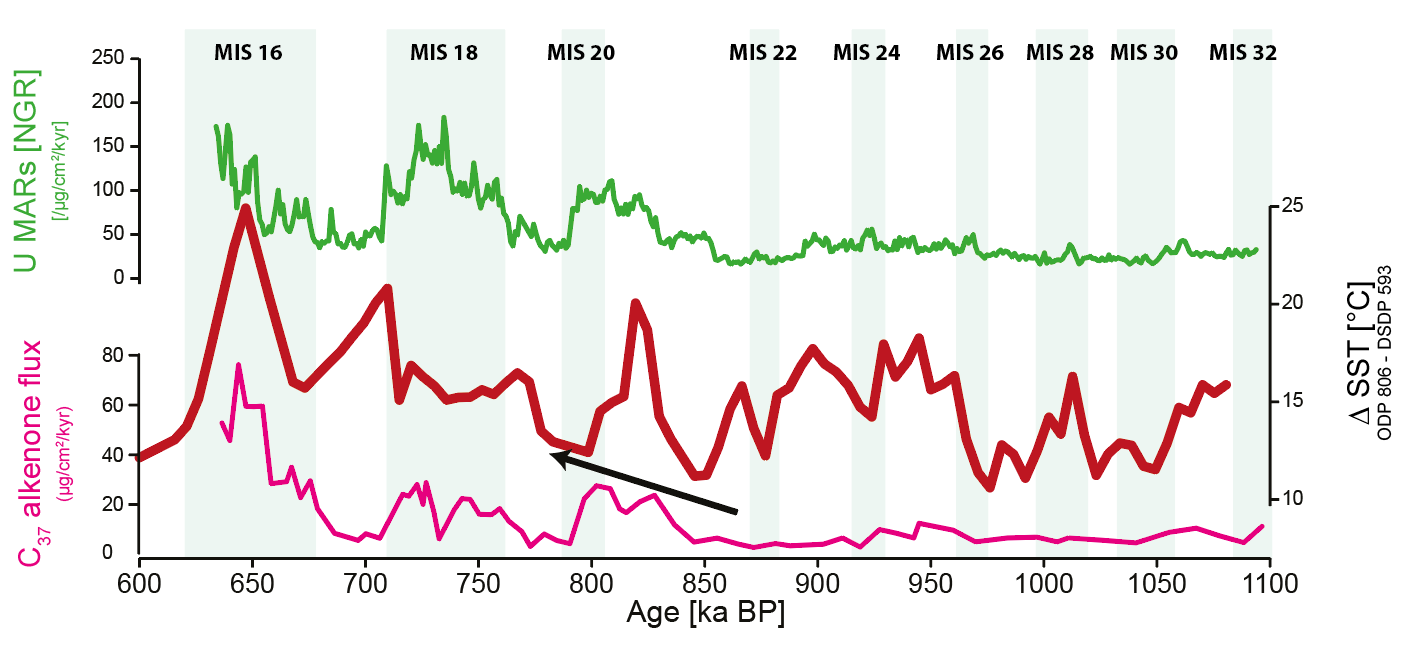 MIS 16 MIS 18 MIS 20 MIS 22 MIS 24 MIS 26 MIS 28 MIS 30 MIS 32
U MARs [NGR]
[/µg/cm²/kyr]
250
200
150
100
50
0
C37 alkenone flux
(µg/cm²/kyr)
80
60
40
20
0
25
20
15
10
Δ SST [°C]
ODP 806 - DSDP 593
600 650 700 750 800 850 900 950 1000 1050 1100
Age [ka BP]